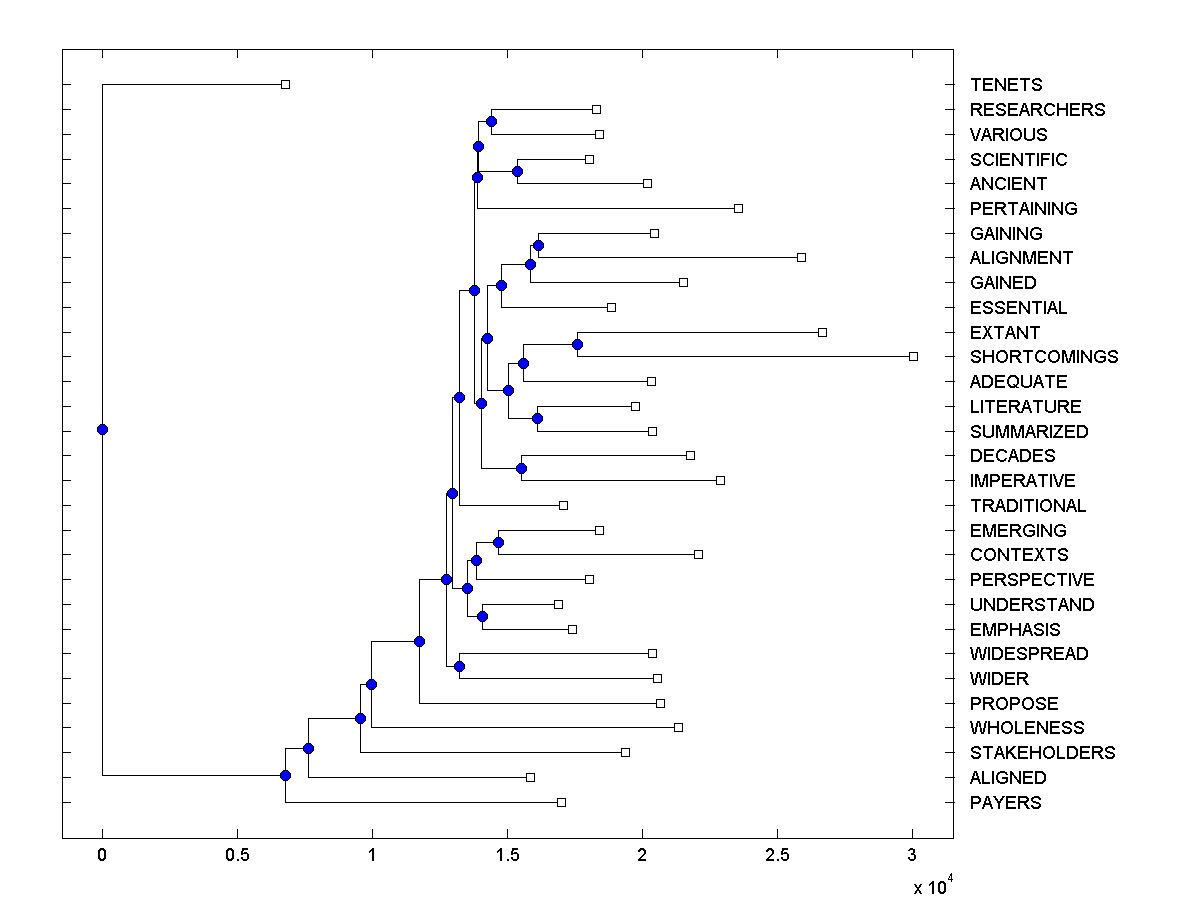 TENETS
RESEARCHERS
VARIOUS
SCIENTIFIC
ANCIENT
PERTAINING
GAINING
ALIGNMENT
GAINED
ESSENTIAL
EXTANT
SHORTCOMINGS
ADEQUATE
LITERATURE
SUMMARIZED
DECADES
IMPERATIVE
TRADITIONAL
EMERGING
CONTEXTS
PERSPECTIVE
UNDERSTAND
EMPHASIS
WIDESPREAD
WIDER
PROPOSE
WHOLENESS
STAKEHOLDERS
ALIGNED
PAYERS
0 0.5 1 1.5 2 2.5 3
x 10^4